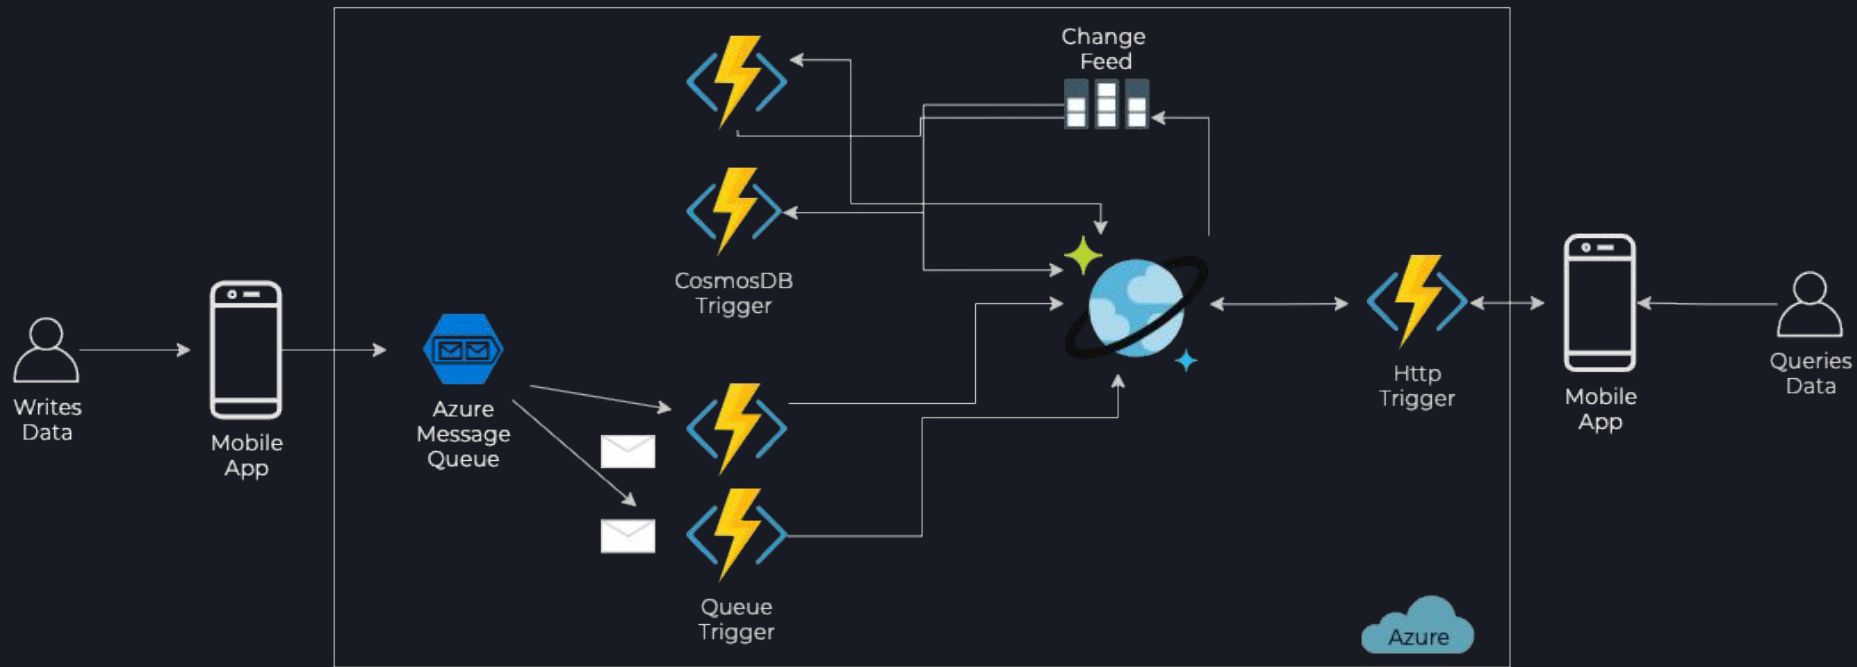 Change
Feed
CosmosDB
Trigger
Writes
Data
Mobile
App
Azure
Message
Queue
Queue
Trigger
Http
Trigger
Mobile
App
Queries
Data
Azure